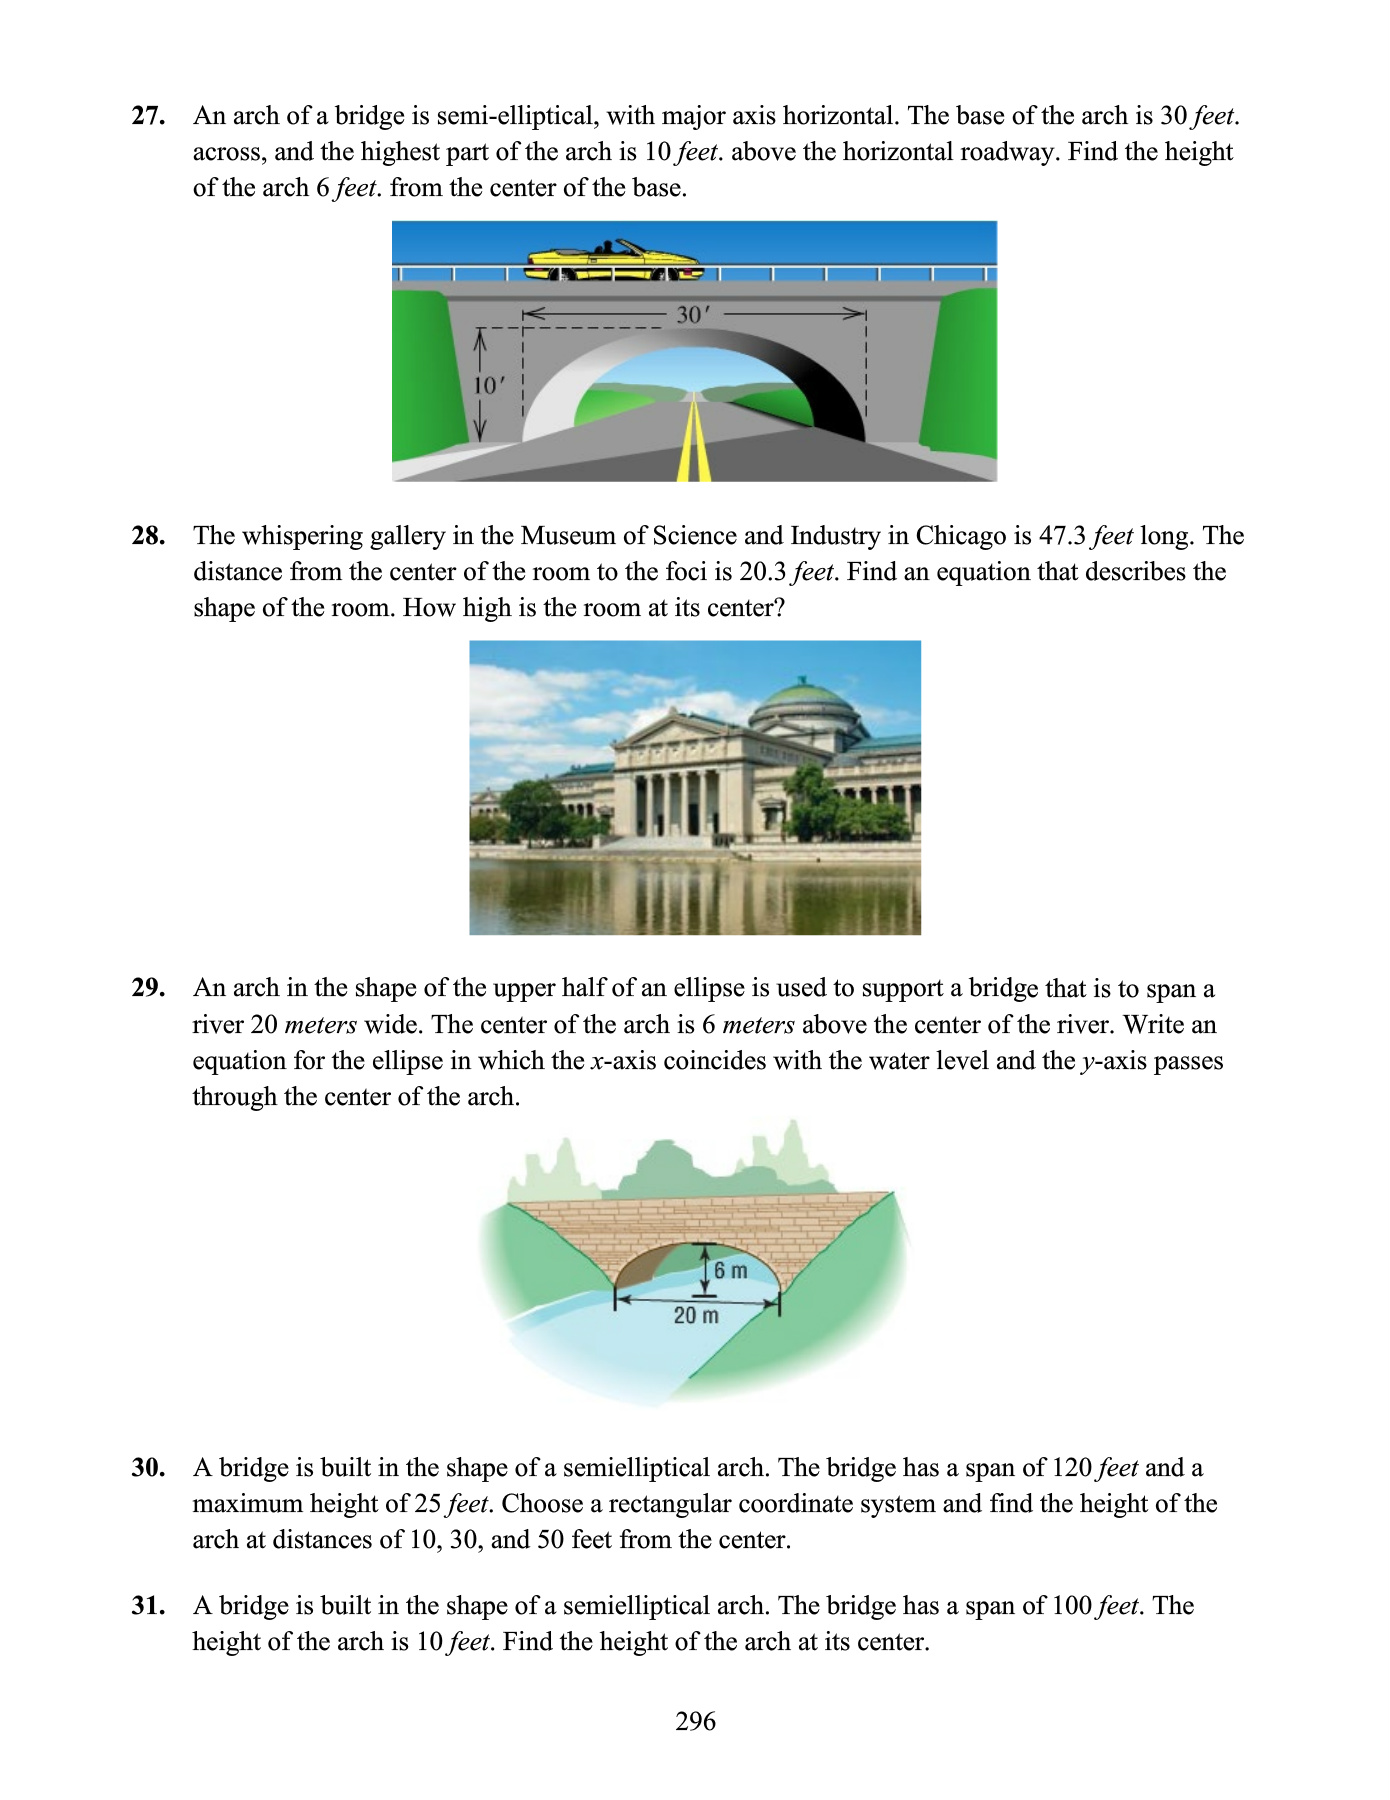 27. An arch of a bridge is semi-elliptical, with major axis horizontal. The base of the arch is 30 feet.
across, and the highest part of the arch is 10 feet. above the horizontal roadway. Find the height
of the arch 6 feet. from the center of the base.
30′
10′
28. The whispering gallery in the Museum of Science and Industry in Chicago is 47.3 feet long. The
distance from the center of the room to the foci is 20.3 feet. Find an equation that describes the
shape of the room. How high is the room at its center?
29. An arch in the shape of the upper half of an ellipse is used to support a bridge that is to span a
river 20 meters wide. The center of the arch is 6 meters above the center of the river. Write an
equation for the ellipse in which the x-axis coincides with the water level and the y-axis passes
through the center of the arch.
6 m
20 m
30. A bridge is built in the shape of a semielliptical arch. The bridge has a span of 120 feet and a
maximum height of 25 feet. Choose a rectangular coordinate system and find the height of the
arch at distances of 10, 30, and 50 feet from the center.
31. A bridge is built in the shape of a semielliptical arch. The bridge has a span of 100 feet. The
height of the arch is 10 feet. Find the height of the arch at its center.
296